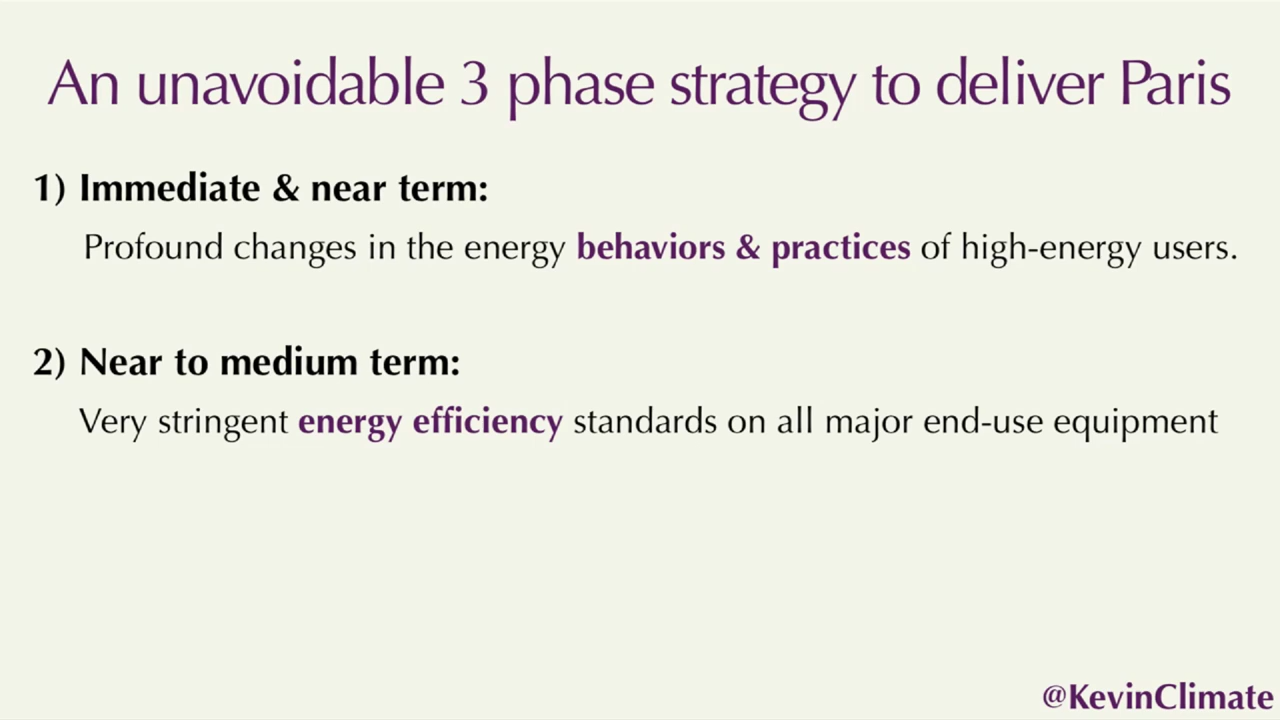 An unavoidable 3 phase strategy to deliver Paris
1) Immediate & near term:
Profound changes in the energy behaviors & practices of high-energy users.
2) Near to medium term:
Very stringent energy efficiency standards on all major end-use equipment
@KevinClimate